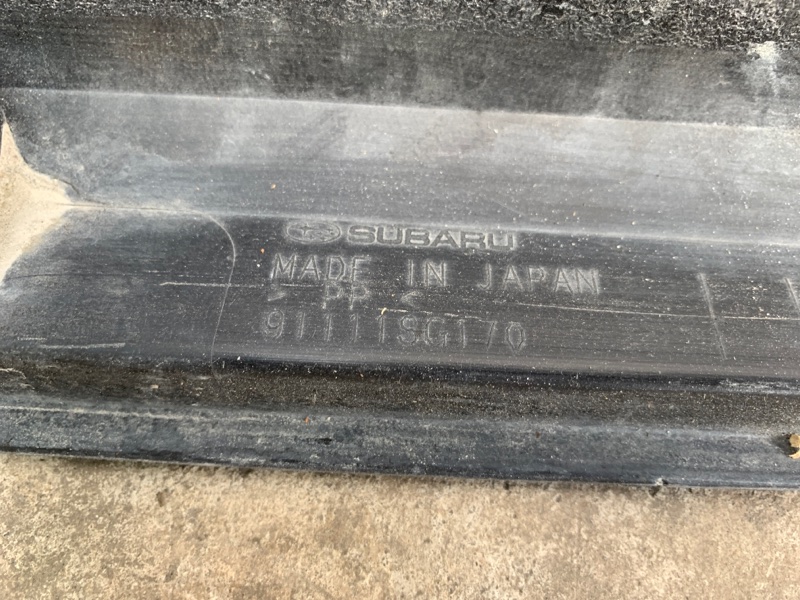 SUBARU
MADE IN JAPAN
> PP <
91111SG170